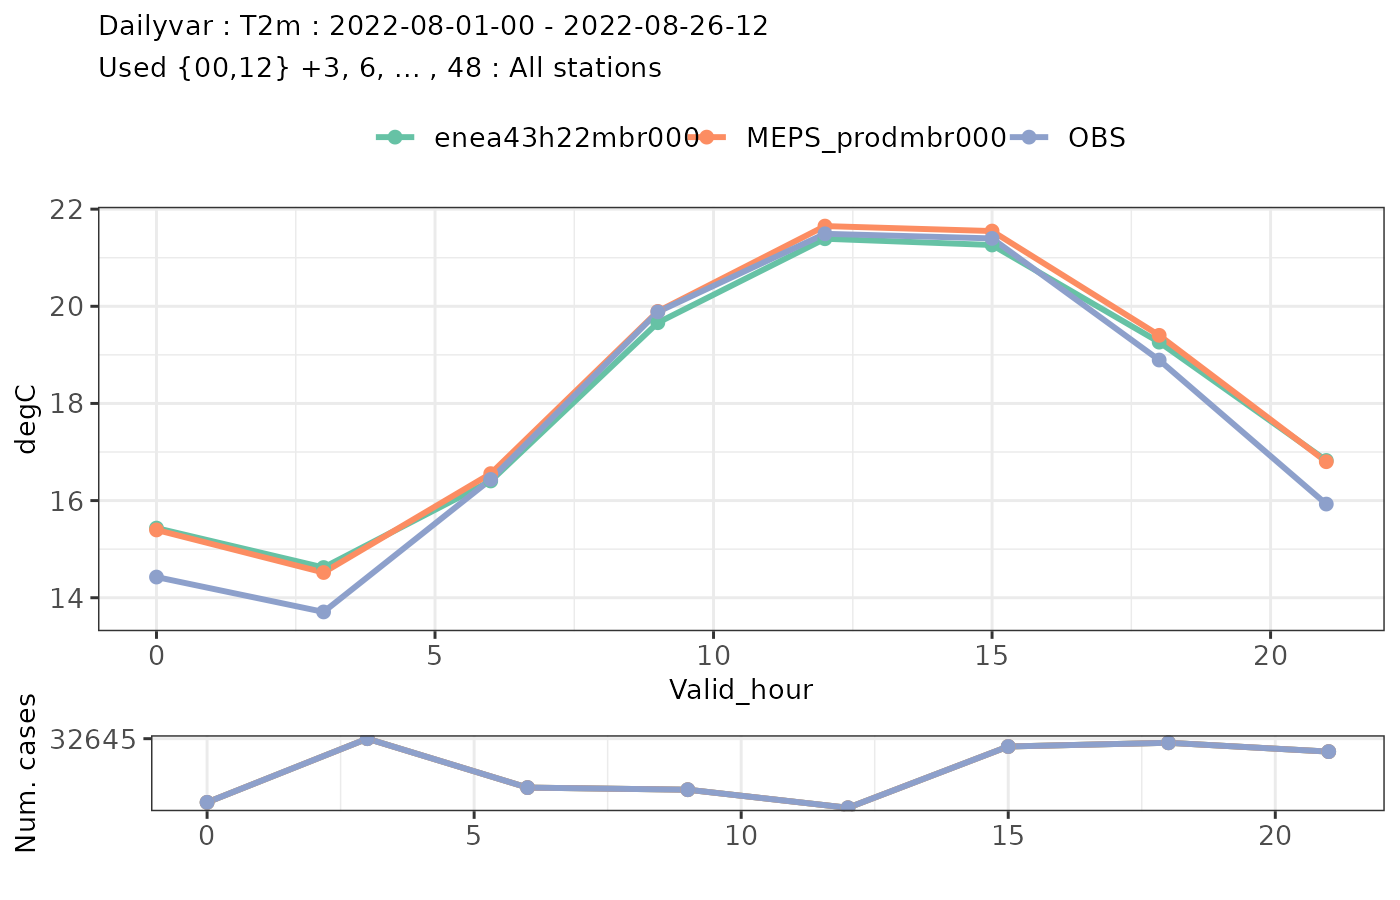 Dailyvar : T2m : 2022-08-01-00 - 2022-08-26-12
Used {00,12} +3, 6, ... , 48 : All stations
enea43h22mbr000 MEPS_prodmbr000 OBS
22
20
18
16
14
degC
0 5 10 15 20
Valid_hour
32645
Num. cases
0 5 10 15 20